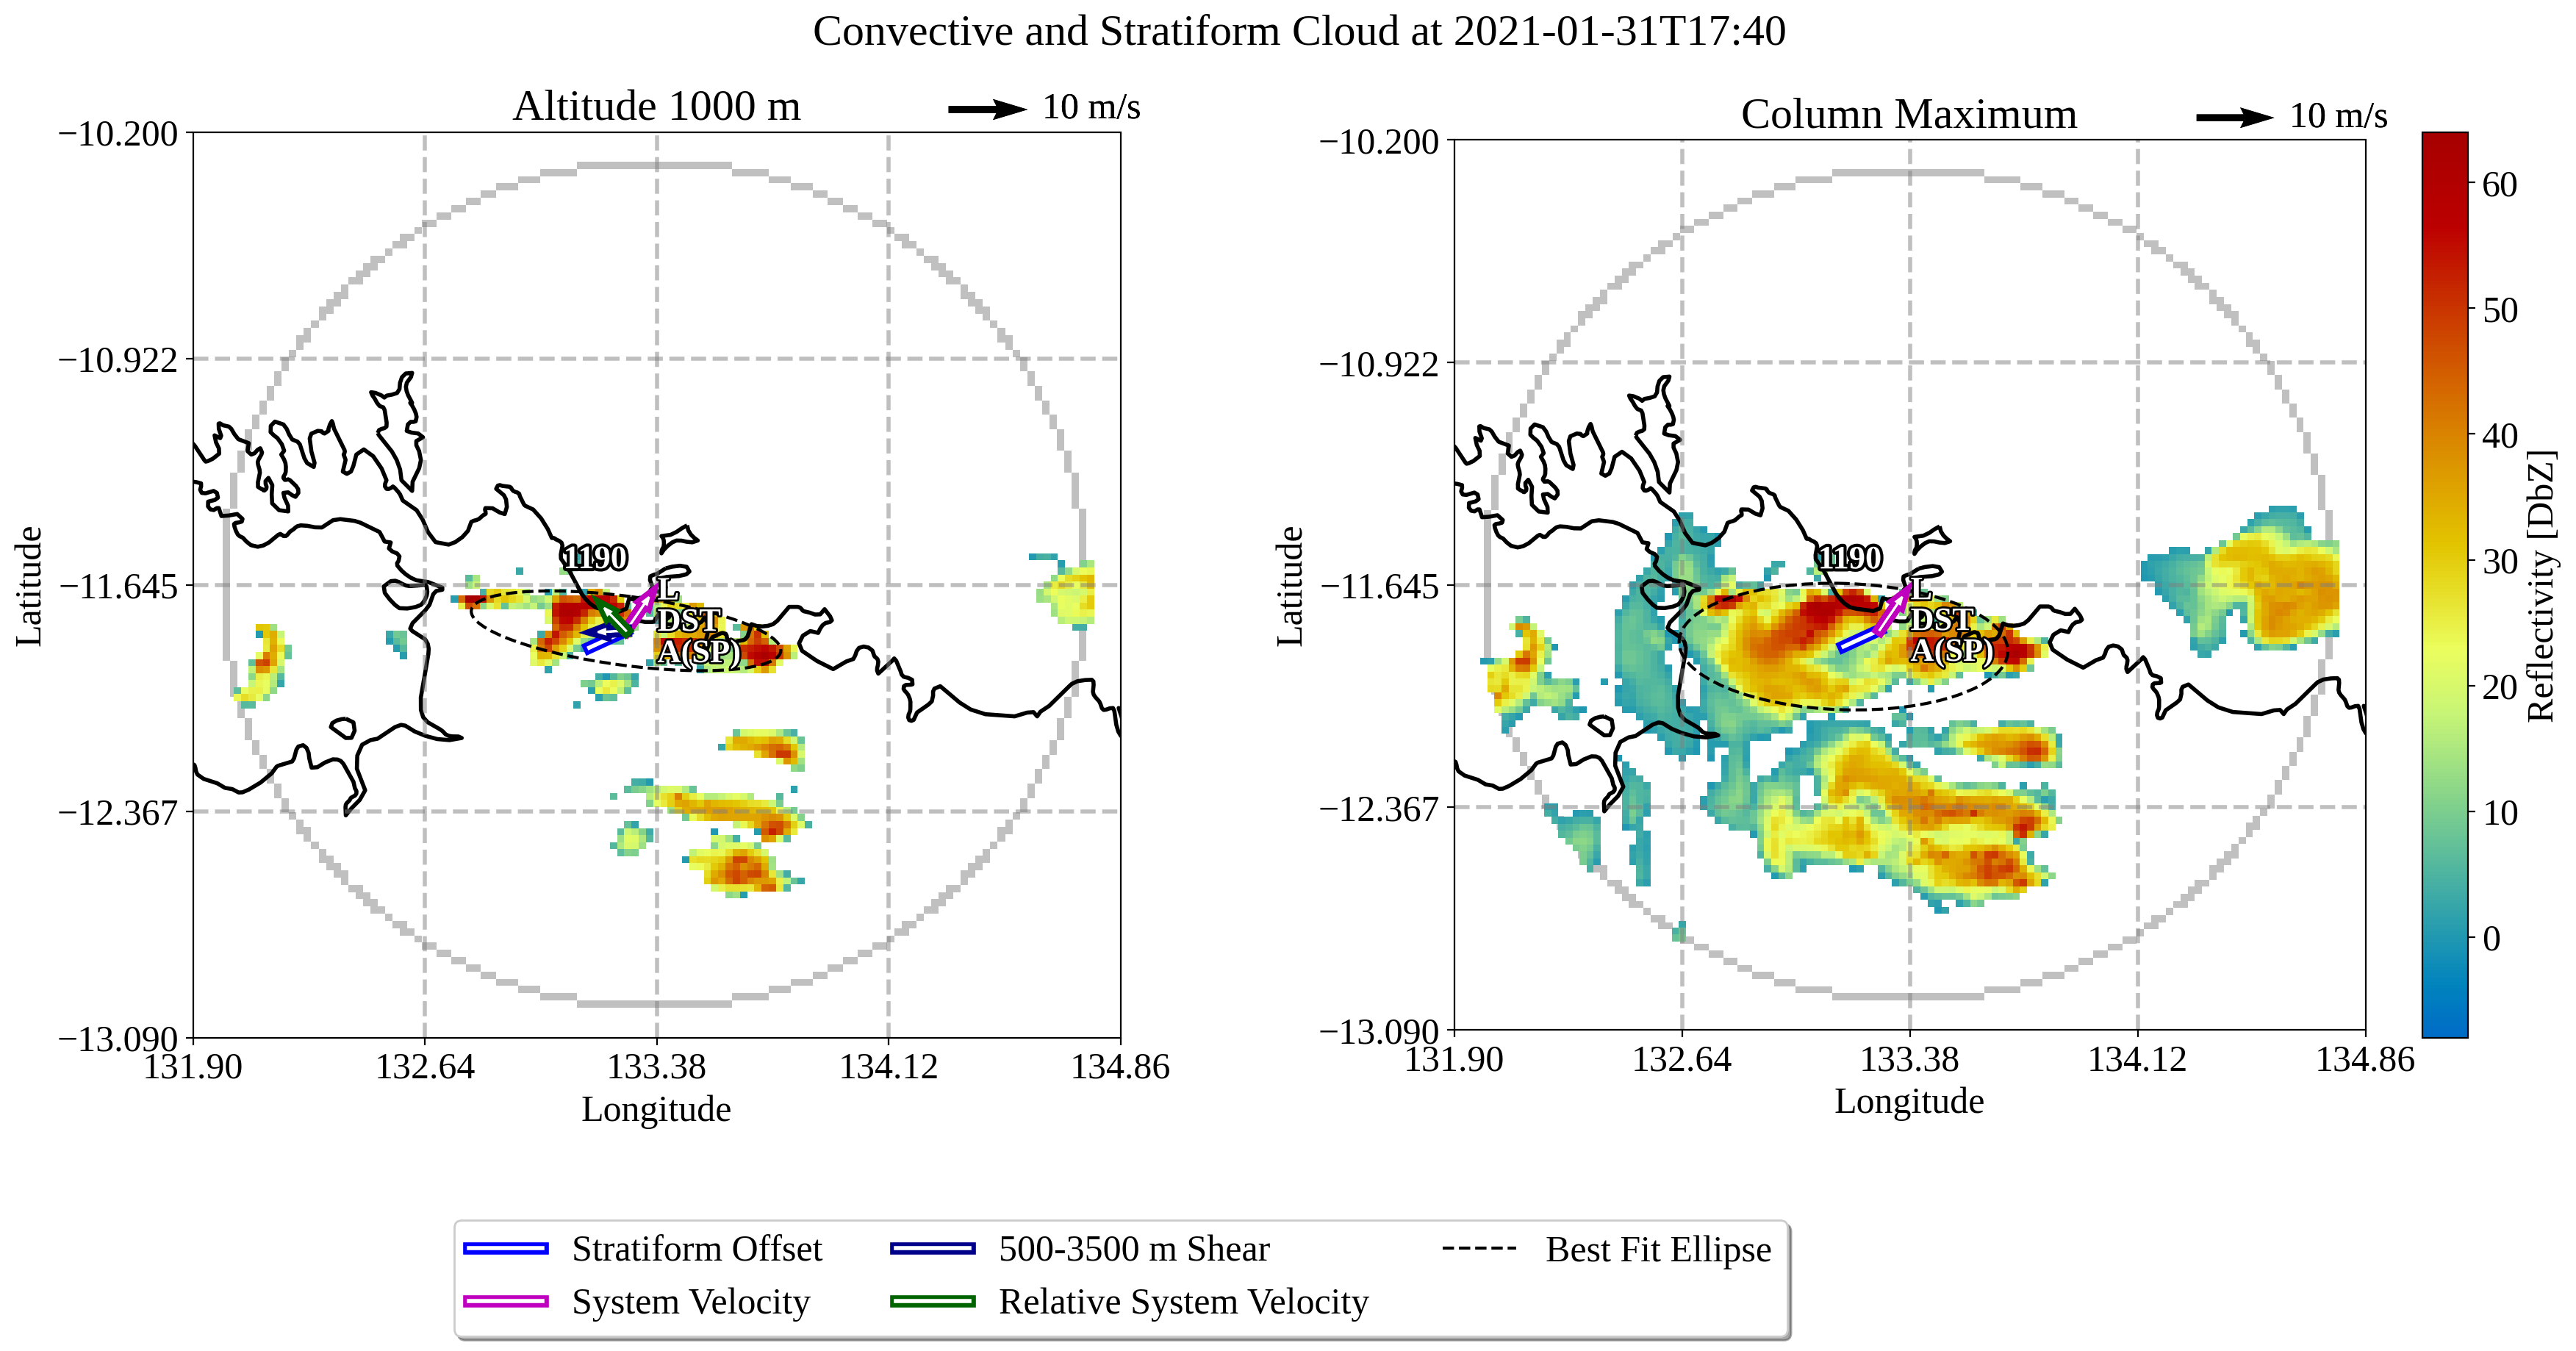 Convective and Stratiform Cloud at 2021-01-31T17:40
Altitude 1000 m
10 m/s
−10.200
−10.922
−11.645
−12.367
−13.090
131.90
132.64
133.38
134.12
134.86
Latitude
Longitude
1190
L
DST
A(SP)
Column Maximum
10 m/s
−10.200
−10.922
−11.645
−12.367
−13.090
131.90
132.64
133.38
134.12
134.86
Latitude
Longitude
1190
L
DST
A(SP)
60
50
40
30
20
10
0
Reflectivity [DbZ]
Stratiform Offset
System Velocity
500-3500 m Shear
Relative System Velocity
Best Fit Ellipse